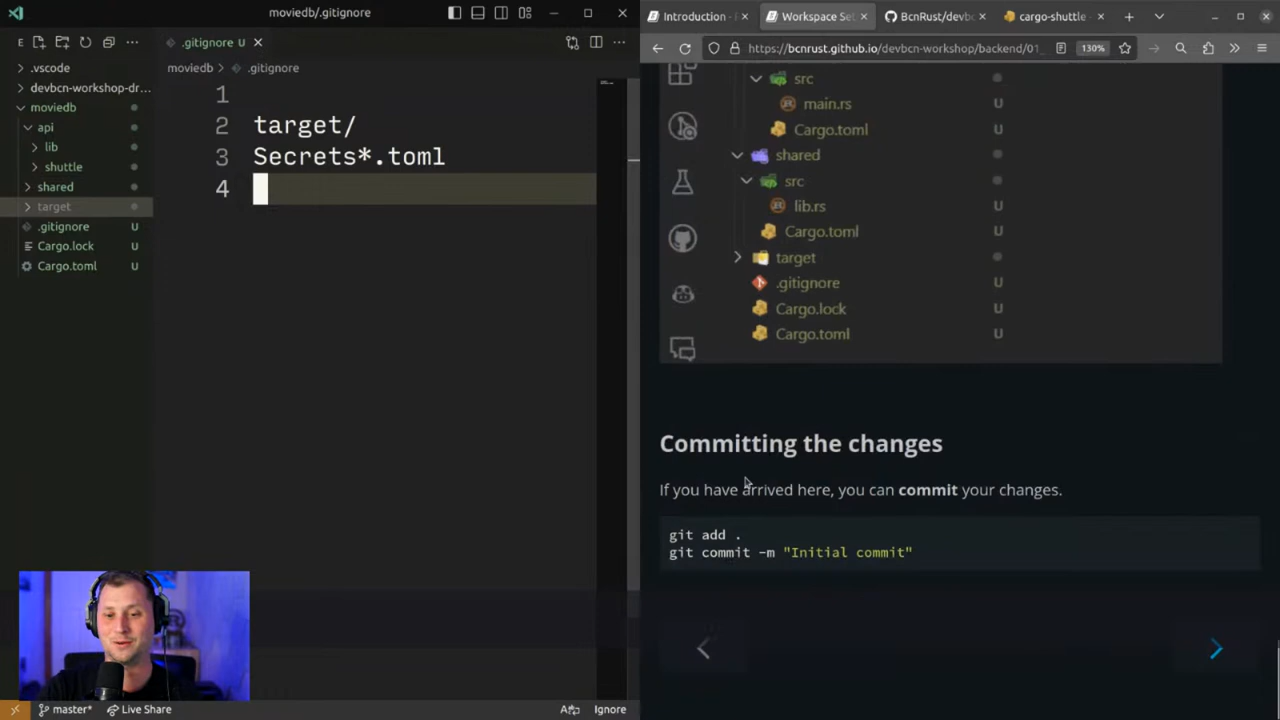 moviedb/.gitignore
E
.gitignore U
.vscode
devbcn-workshop-dr...
moviedb
api
lib
shuttle
shared
target
.gitignore U
Cargo.lock U
Cargo.toml U
moviedb > .gitignore
1
2 target/
3 Secrets*.toml
4
master*
Live Share
Ignore
Workspace Se
BcnRust/devbc
cargo-shuttle -
https://bcnrust.github.io/devbcn-workshop/backend/01_
130%
src
main.rs U
Cargo.toml U
shared
src
lib.rs U
Cargo.toml U
target
.gitignore U
Cargo.lock U
Cargo.toml U
Committing the changes
If you have arrived here, you can commit your changes.
git add .
git commit -m "Initial commit"